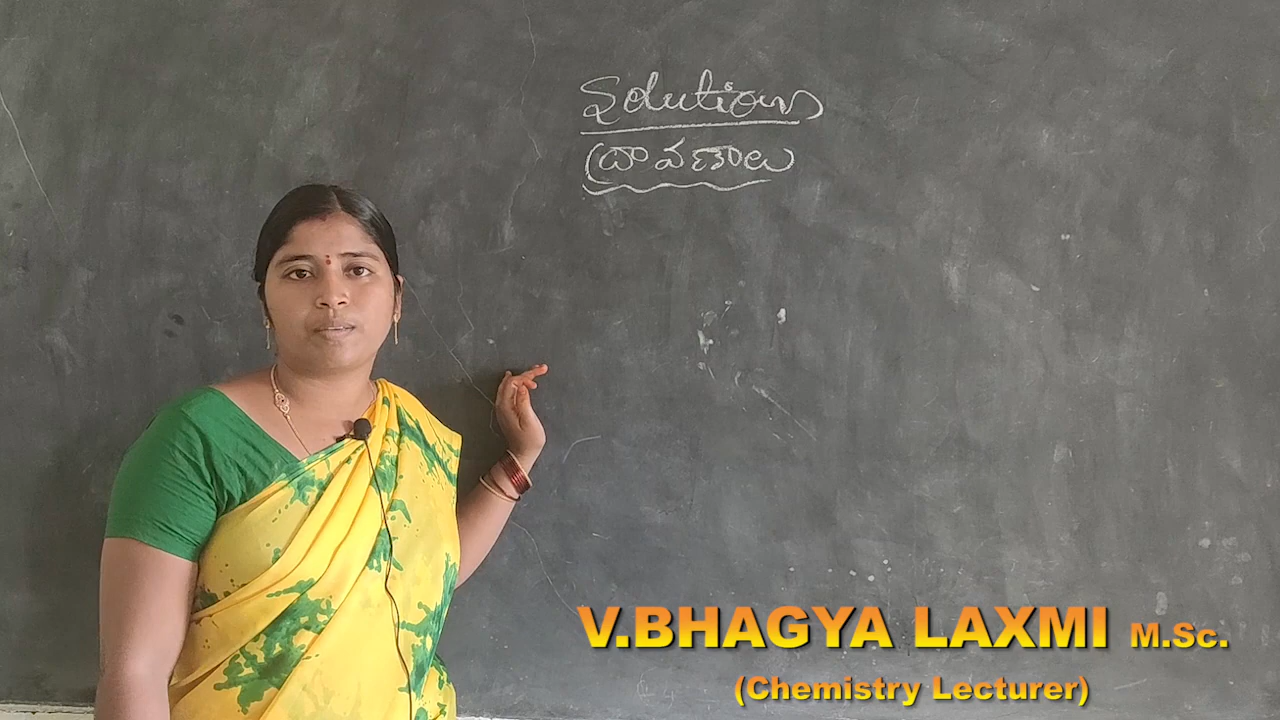 Solutions
ద్రావణాలు
V.BHAGYA LAXMI M.Sc.
(Chemistry Lecturer)